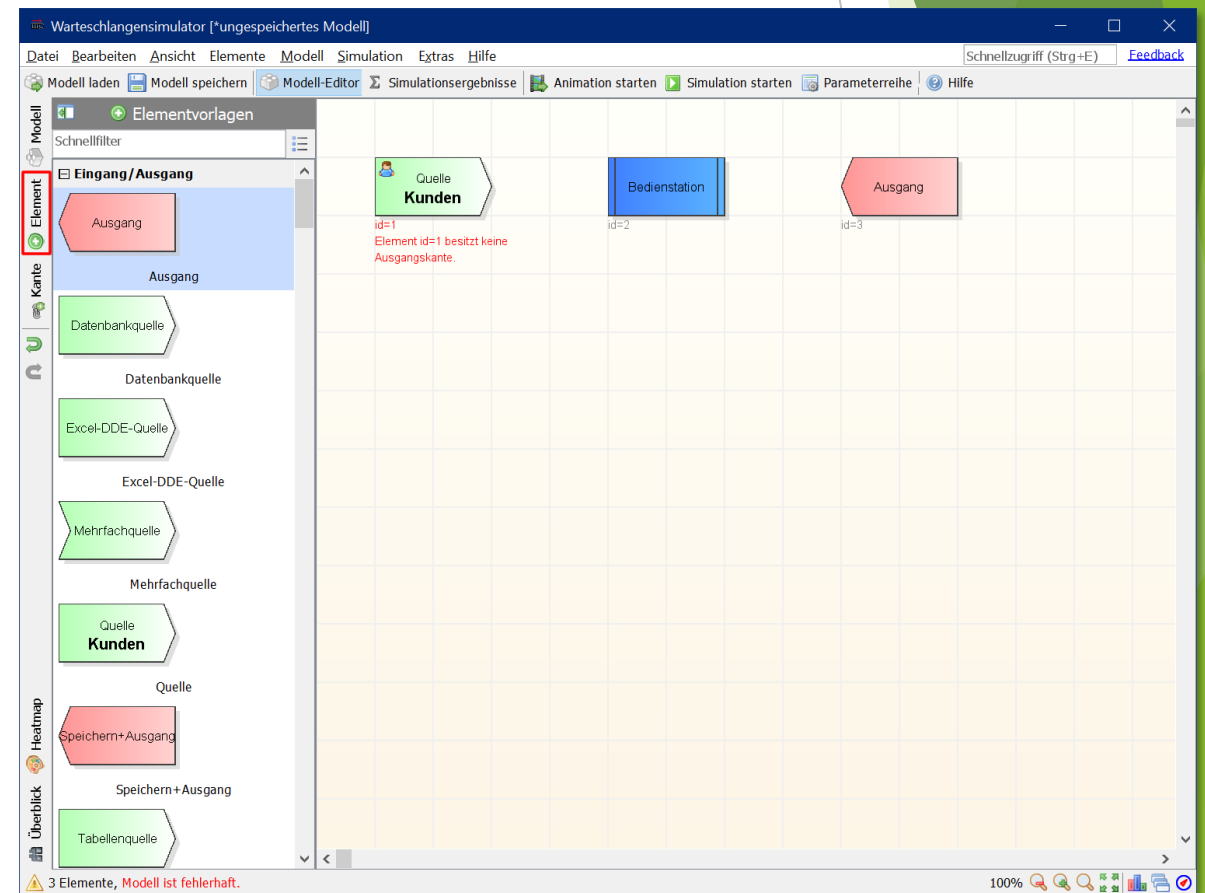 Warteschlangensimulator [*ungespeichertes Modell]
Datei Bearbeiten Ansicht Elemente Modell Simulation Extras Hilfe
Schnellzugriff (Strg+E) Feedback
Modell laden Modell speichern Modell-Editor Σ Simulationsergebnisse Animation starten Simulation starten Parameterreihe Hilfe
Modell
Element
Kante
Heatmap
Überblick
Elementvorlagen
Schnellfilter
Eingang/Ausgang
Ausgang
Ausgang
Datenbankquelle
Datenbankquelle
Excel-DDE-Quelle
Excel-DDE-Quelle
Mehrfachquelle
Mehrfachquelle
Quelle
Kunden
Quelle
Speichern+Ausgang
Speichern+Ausgang
Tabellenquelle
Quelle
Kunden
id=1
Element id=1 besitzt keine
Ausgangskante.
Bedienstation
id=2
Ausgang
id=3
3 Elemente, Modell ist fehlerhaft.
100%